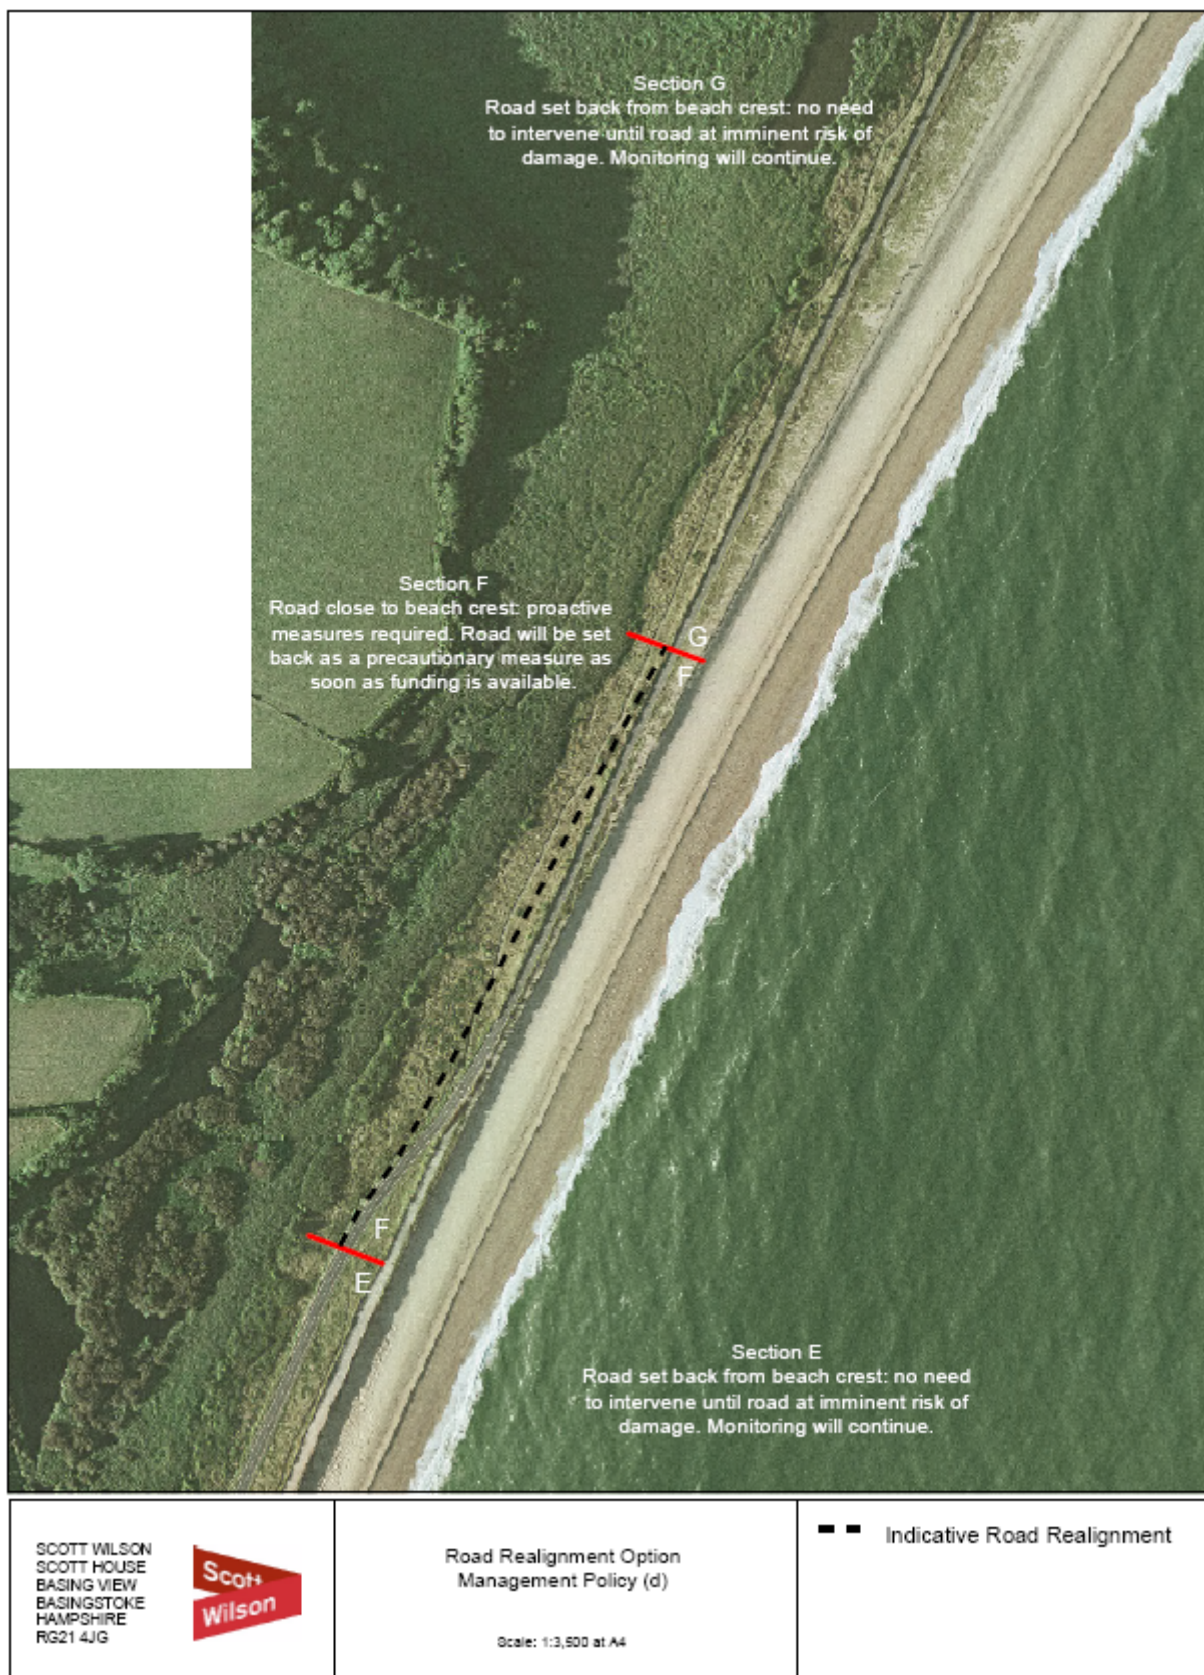 Section G
Road set back from beach crest: no need
to intervene until road at imminent risk of
damage. Monitoring will continue.
Section F
Road close to beach crest: proactive
measures required. Road will be set
back as a precautionary measure as
soon as funding is available.
G
F
F
E
Section E
Road set back from beach crest: no need
to intervene until road at imminent risk of
damage. Monitoring will continue.
SCOTT WILSON
SCOTT HOUSE
BASING VIEW
BASINGSTOKE
HAMPSHIRE
RG21 4JG
Scott
Wilson
Road Realignment Option
Management Policy (d)
Scale: 1:3,500 at A4
Indicative Road Realignment